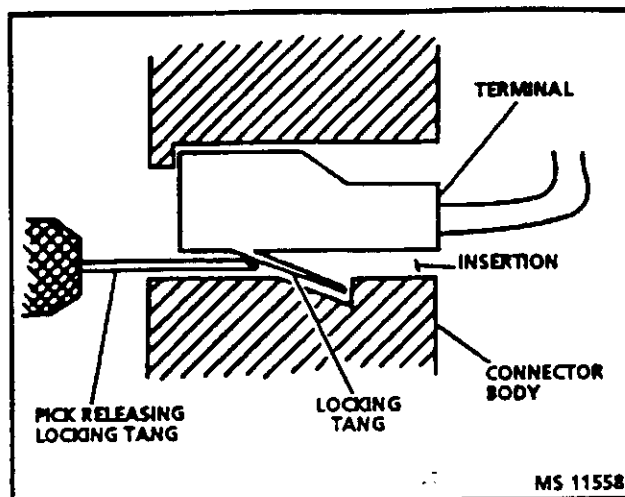 TERMINAL
INSERTION
CONNECTOR
BODY
LOCKING
TANG
PICK RELEASING
LOCKING TANG
MS 11558